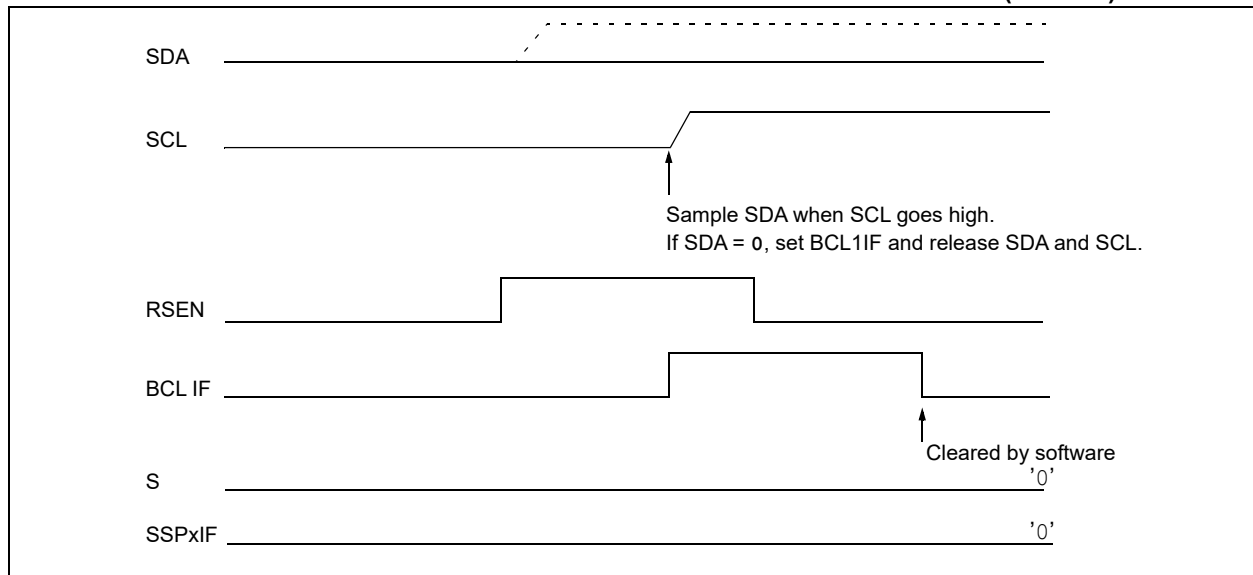 SDA
SCL
Sample SDA when SCL goes high.
If SDA = 0, set BCL1IF and release SDA and SCL.
RSEN
BCL IF
Cleared by software
S
'0'
SSPxIF
'0'